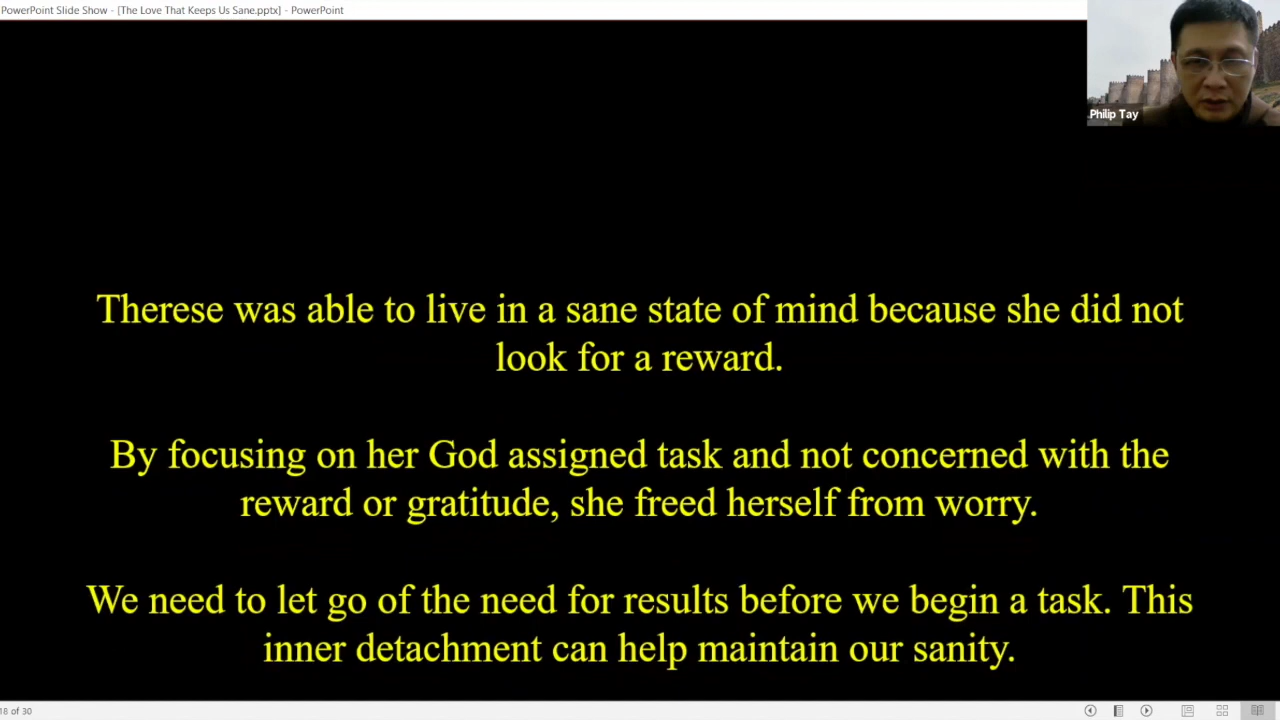 PowerPoint Slide Show - [The Love That Keeps Us Sane.pptx] - PowerPoint
Philip Tay
Therese was able to live in a sane state of mind because she did not
look for a reward.
By focusing on her God assigned task and not concerned with the
reward or gratitude, she freed herself from worry.
We need to let go of the need for results before we begin a task. This
inner detachment can help maintain our sanity.
18 of 30